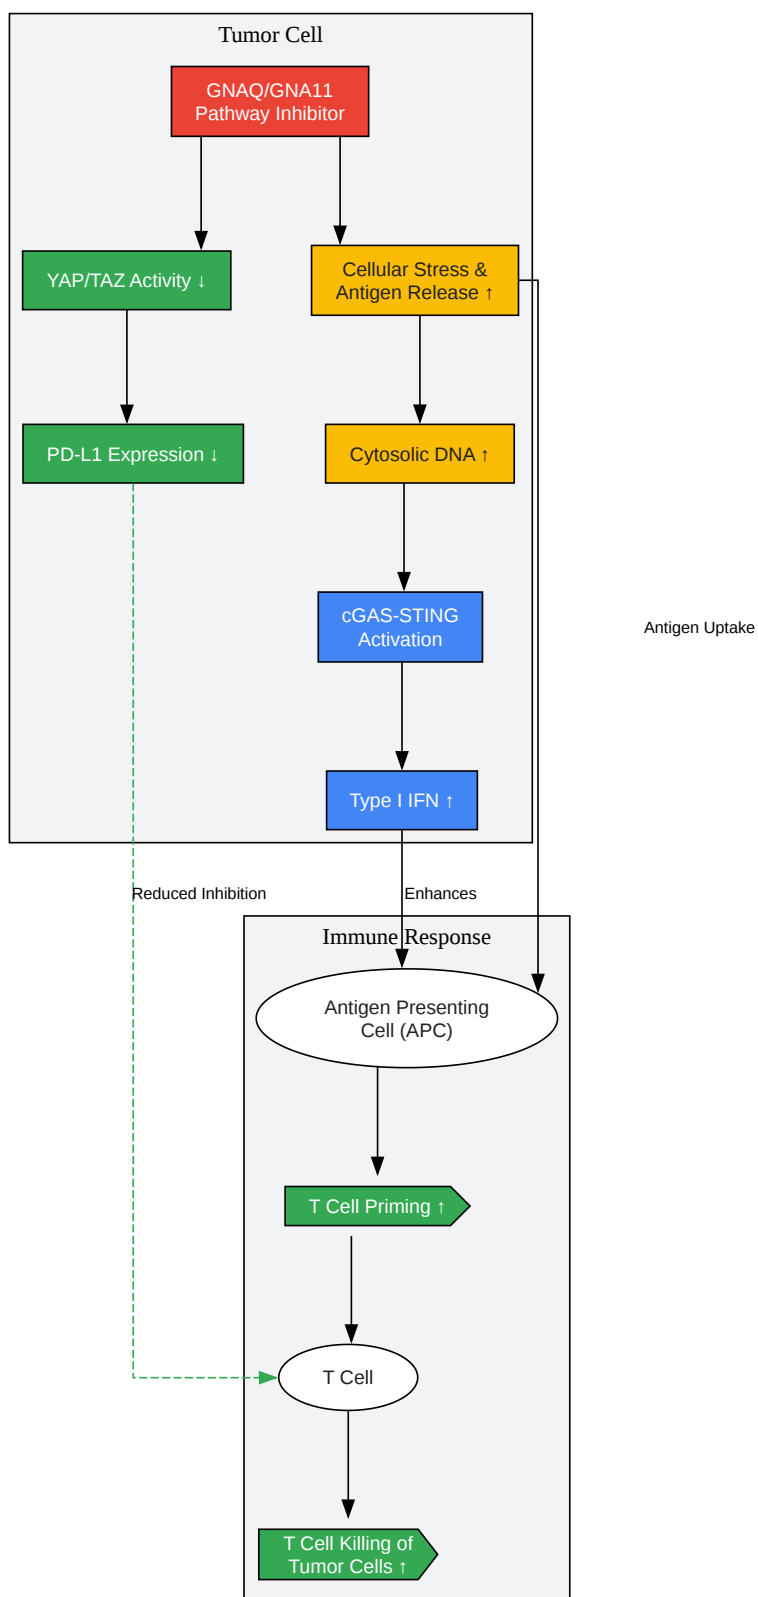 Tumor Cell
GNAQ/GNA11
Pathway Inhibitor
YAP/TAZ Activity ↓
Cellular Stress &
Antigen Release ↑
PD-L1 Expression ↓
Cytosolic DNA ↑
cGAS-STING
Activation
Antigen Uptake
Type I IFN ↑
Reduced Inhibition
Enhances
Immune Response
Antigen Presenting
Cell (APC)
T Cell Priming ↑
T Cell
T Cell Killing of
Tumor Cells ↑